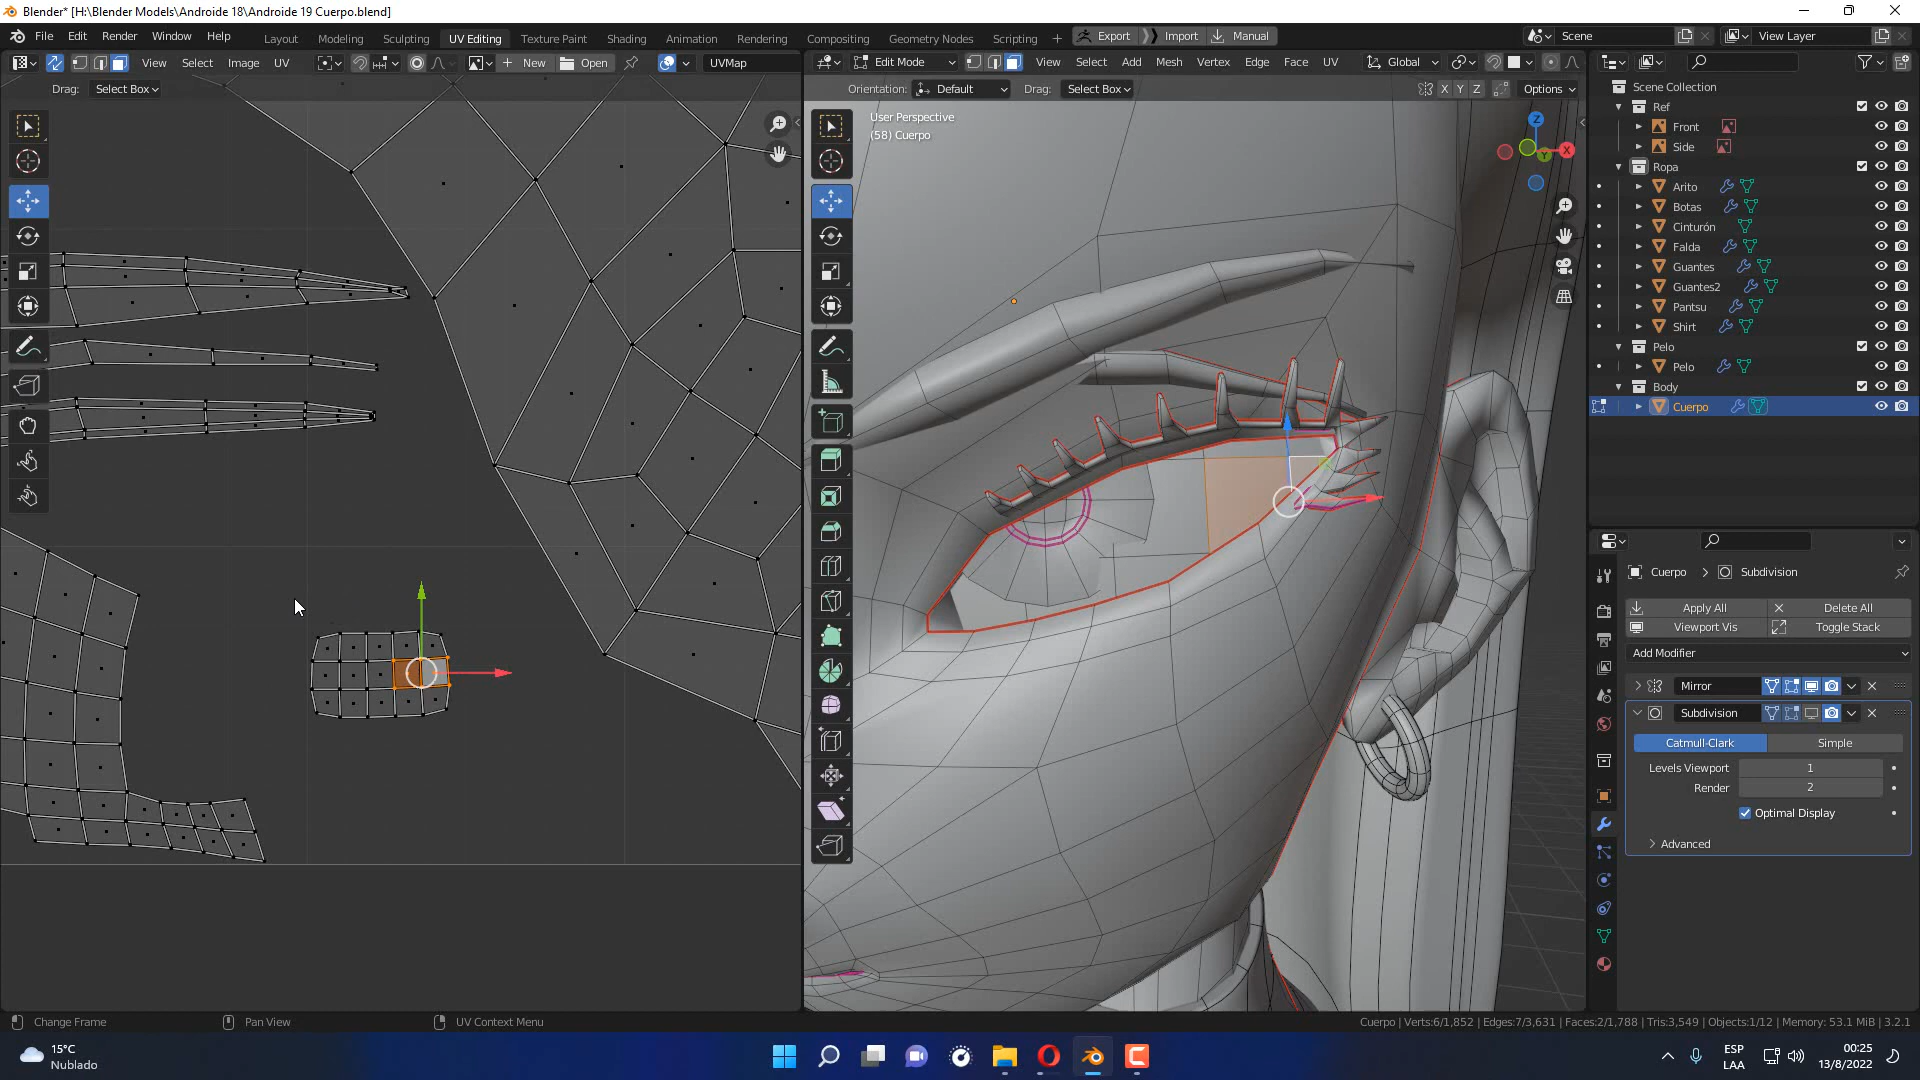 Blender* [H:\Blender Models\Androide 18\Androide 19 Cuerpo.blend]
File Edit Render Window Help Layout Modeling Sculpting UV Editing Texture Paint Shading Animation Rendering Compositing Geometry Nodes Scripting + Export Import Manual Scene View Layer
View Select Image UV New Open UVMap Edit Mode View Select Add Mesh Vertex Edge Face UV Global
Drag: Select Box Orientation: Default Drag: Select Box X Y Z Options
User Perspective
(58) Cuerpo
Z
X
Y
Scene Collection
Ref
Front
Side
Ropa
Arito
Botas
Cinturón
Falda
Guantes
Guantes2
Pantsu
Shirt
Pelo
Pelo
Body
Cuerpo
Cuerpo > Subdivision
Apply All Delete All
Viewport Vis Toggle Stack
Add Modifier
Mirror
Subdivision
Catmull-Clark Simple
Levels Viewport 1
Render 2
Optimal Display
Advanced
Change Frame Pan View UV Context Menu Cuerpo | Verts:6/1,852 | Edges:7/3,631 | Faces:2/1,788 | Tris:3,549 | Objects:1/12 | Memory: 53.1 MiB | 3.2.1
15°C
Nublado
ESP
LAA
00:25
13/8/2022